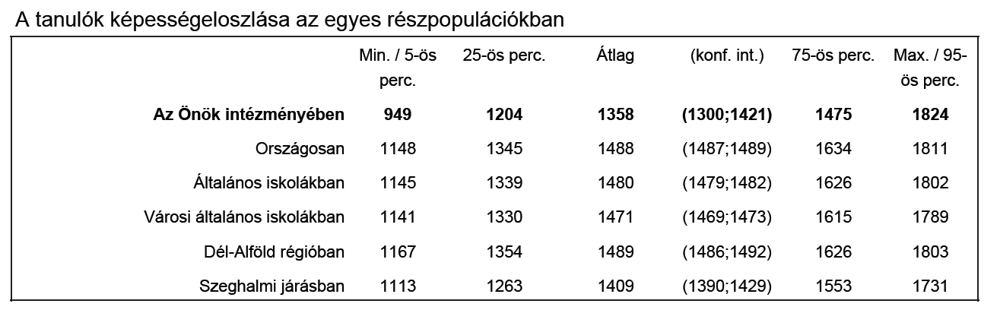 A tanulók képességeloszlása az egyes részpopulációkban
Min. / 5-ös perc. 25-ös perc. Átlag (konf. int.) 75-ös perc. Max. / 95-ös perc.
Az Önök intézményében 949 1204 1358 (1300;1421) 1475 1824
Országosan 1148 1345 1488 (1487;1489) 1634 1811
Általános iskolákban 1145 1339 1480 (1479;1482) 1626 1802
Városi általános iskolákban 1141 1330 1471 (1469;1473) 1615 1789
Dél-Alföld régióban 1167 1354 1489 (1486;1492) 1626 1803
Szeghalmi járásban 1113 1263 1409 (1390;1429) 1553 1731